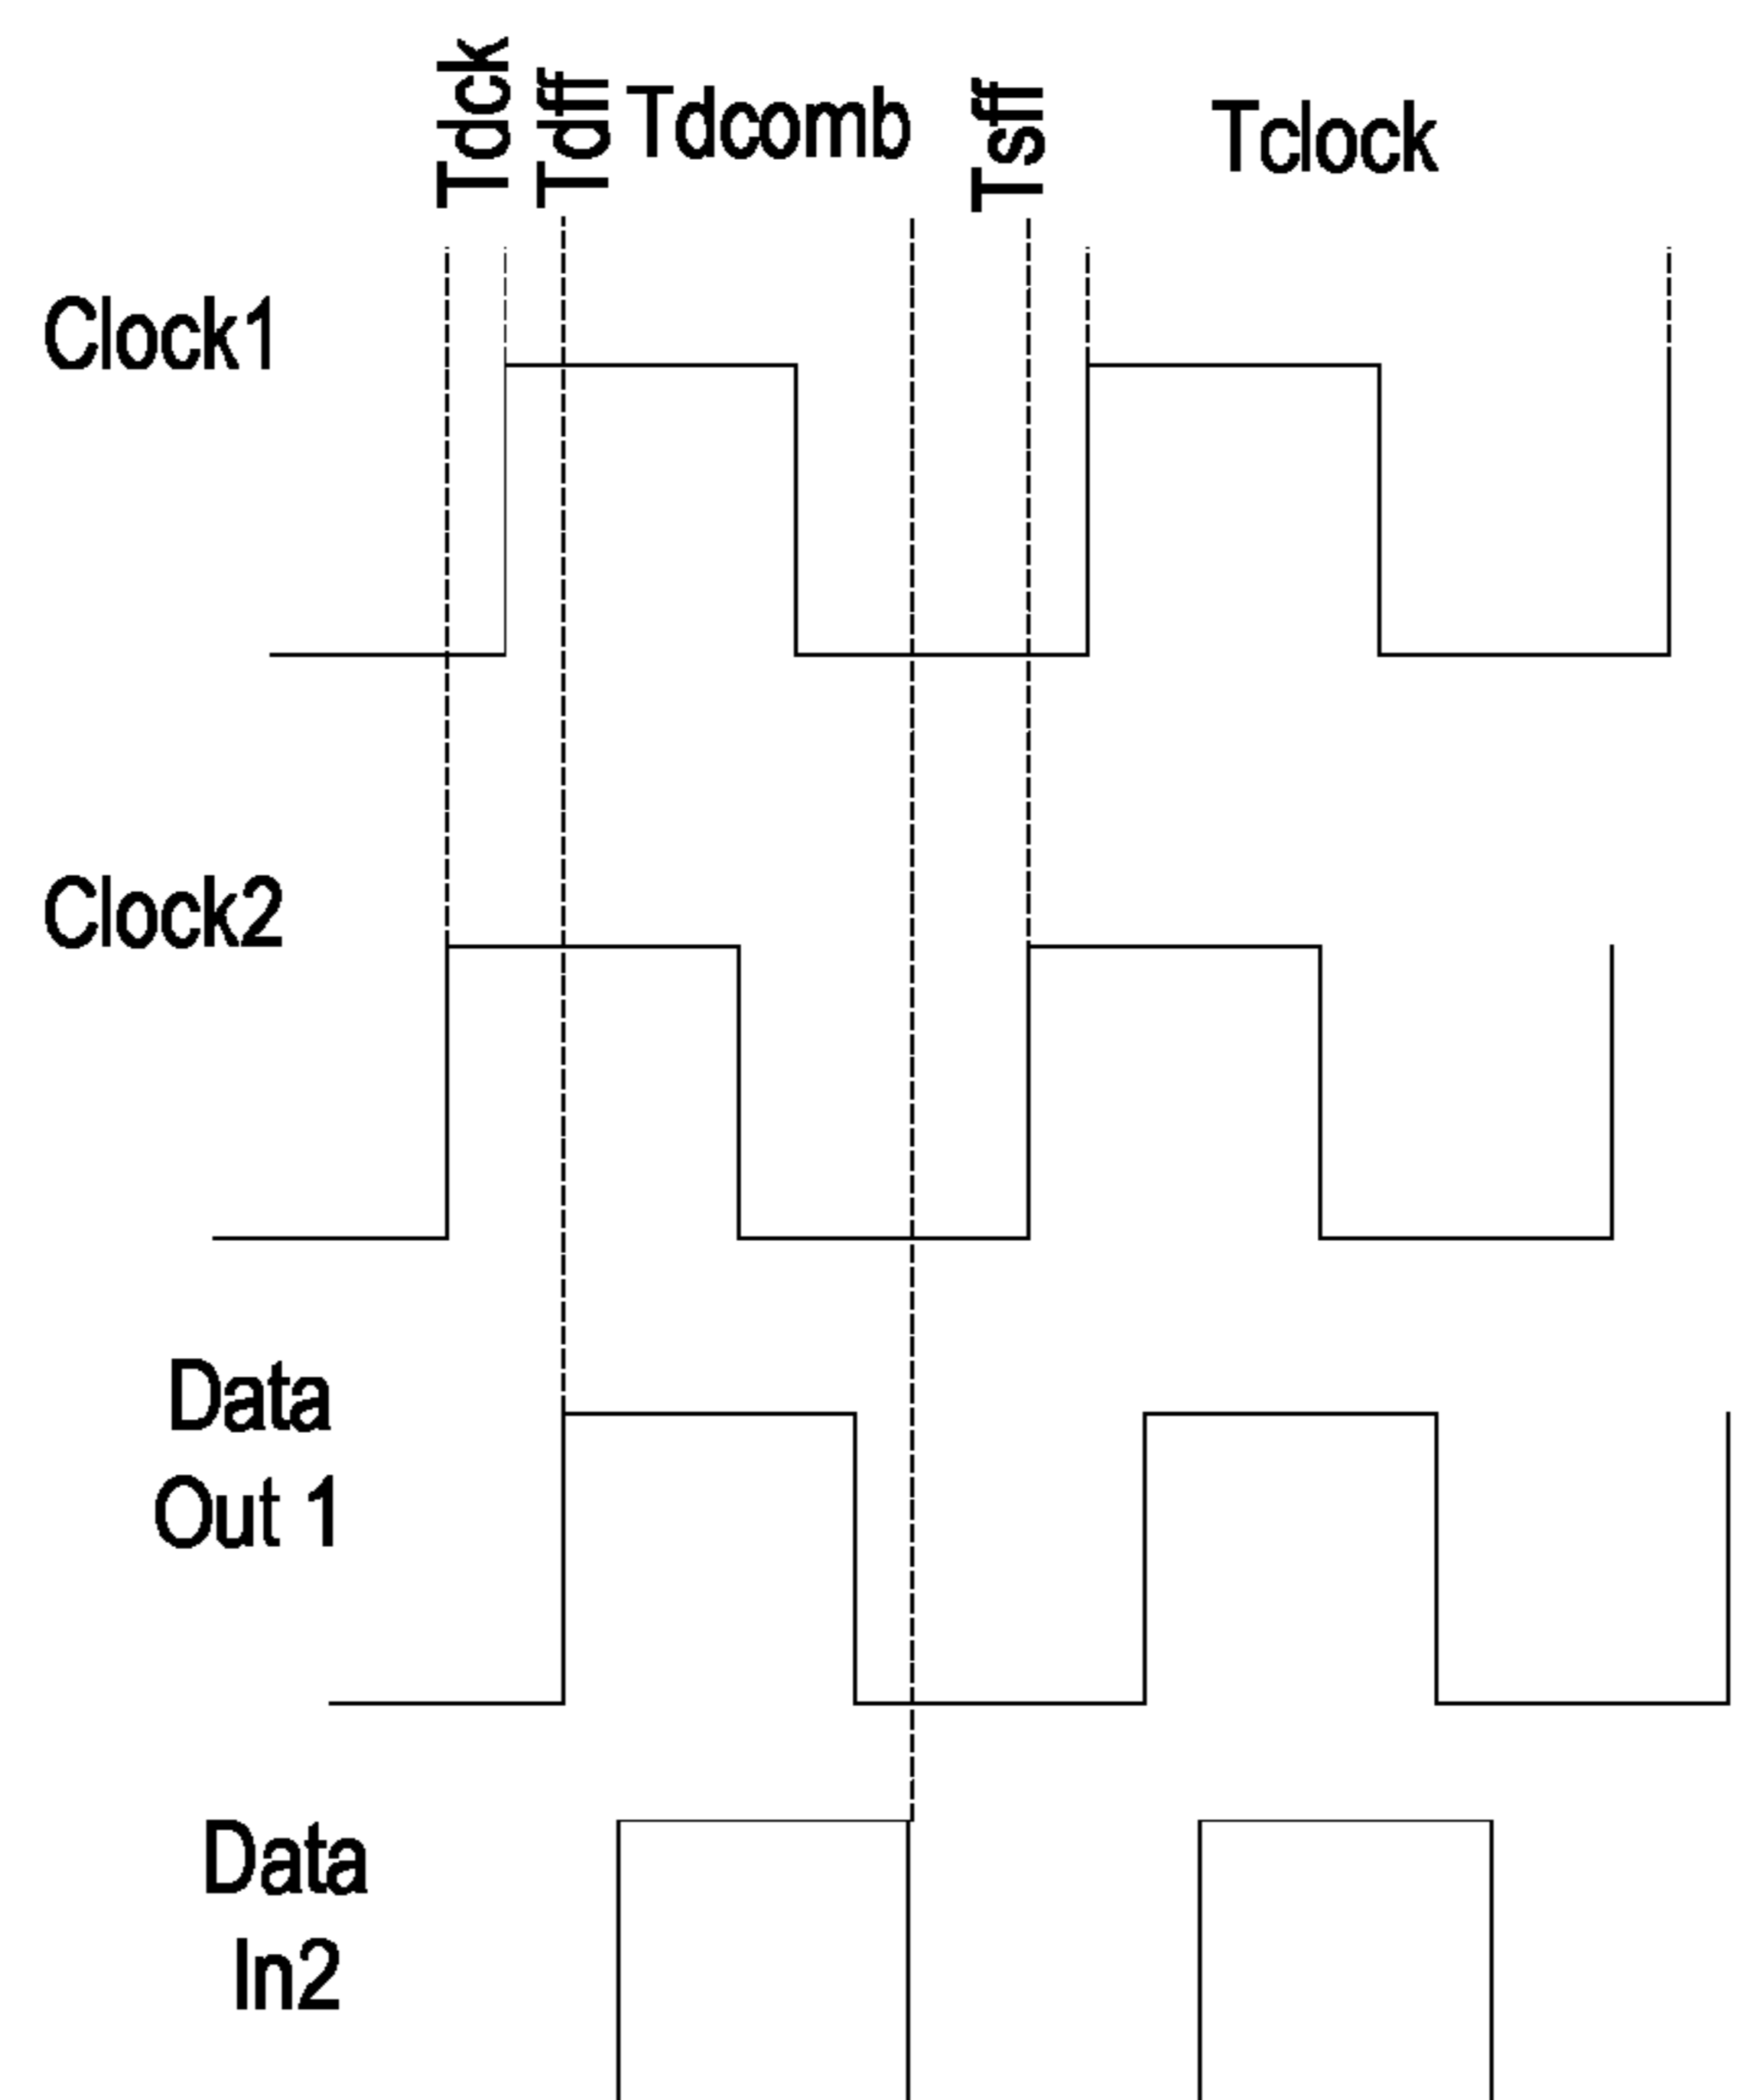 Tdck
Tdff
Tdcomb
Tsff
Tclock
Clock1
Clock2
Data
Out 1
Data
In2